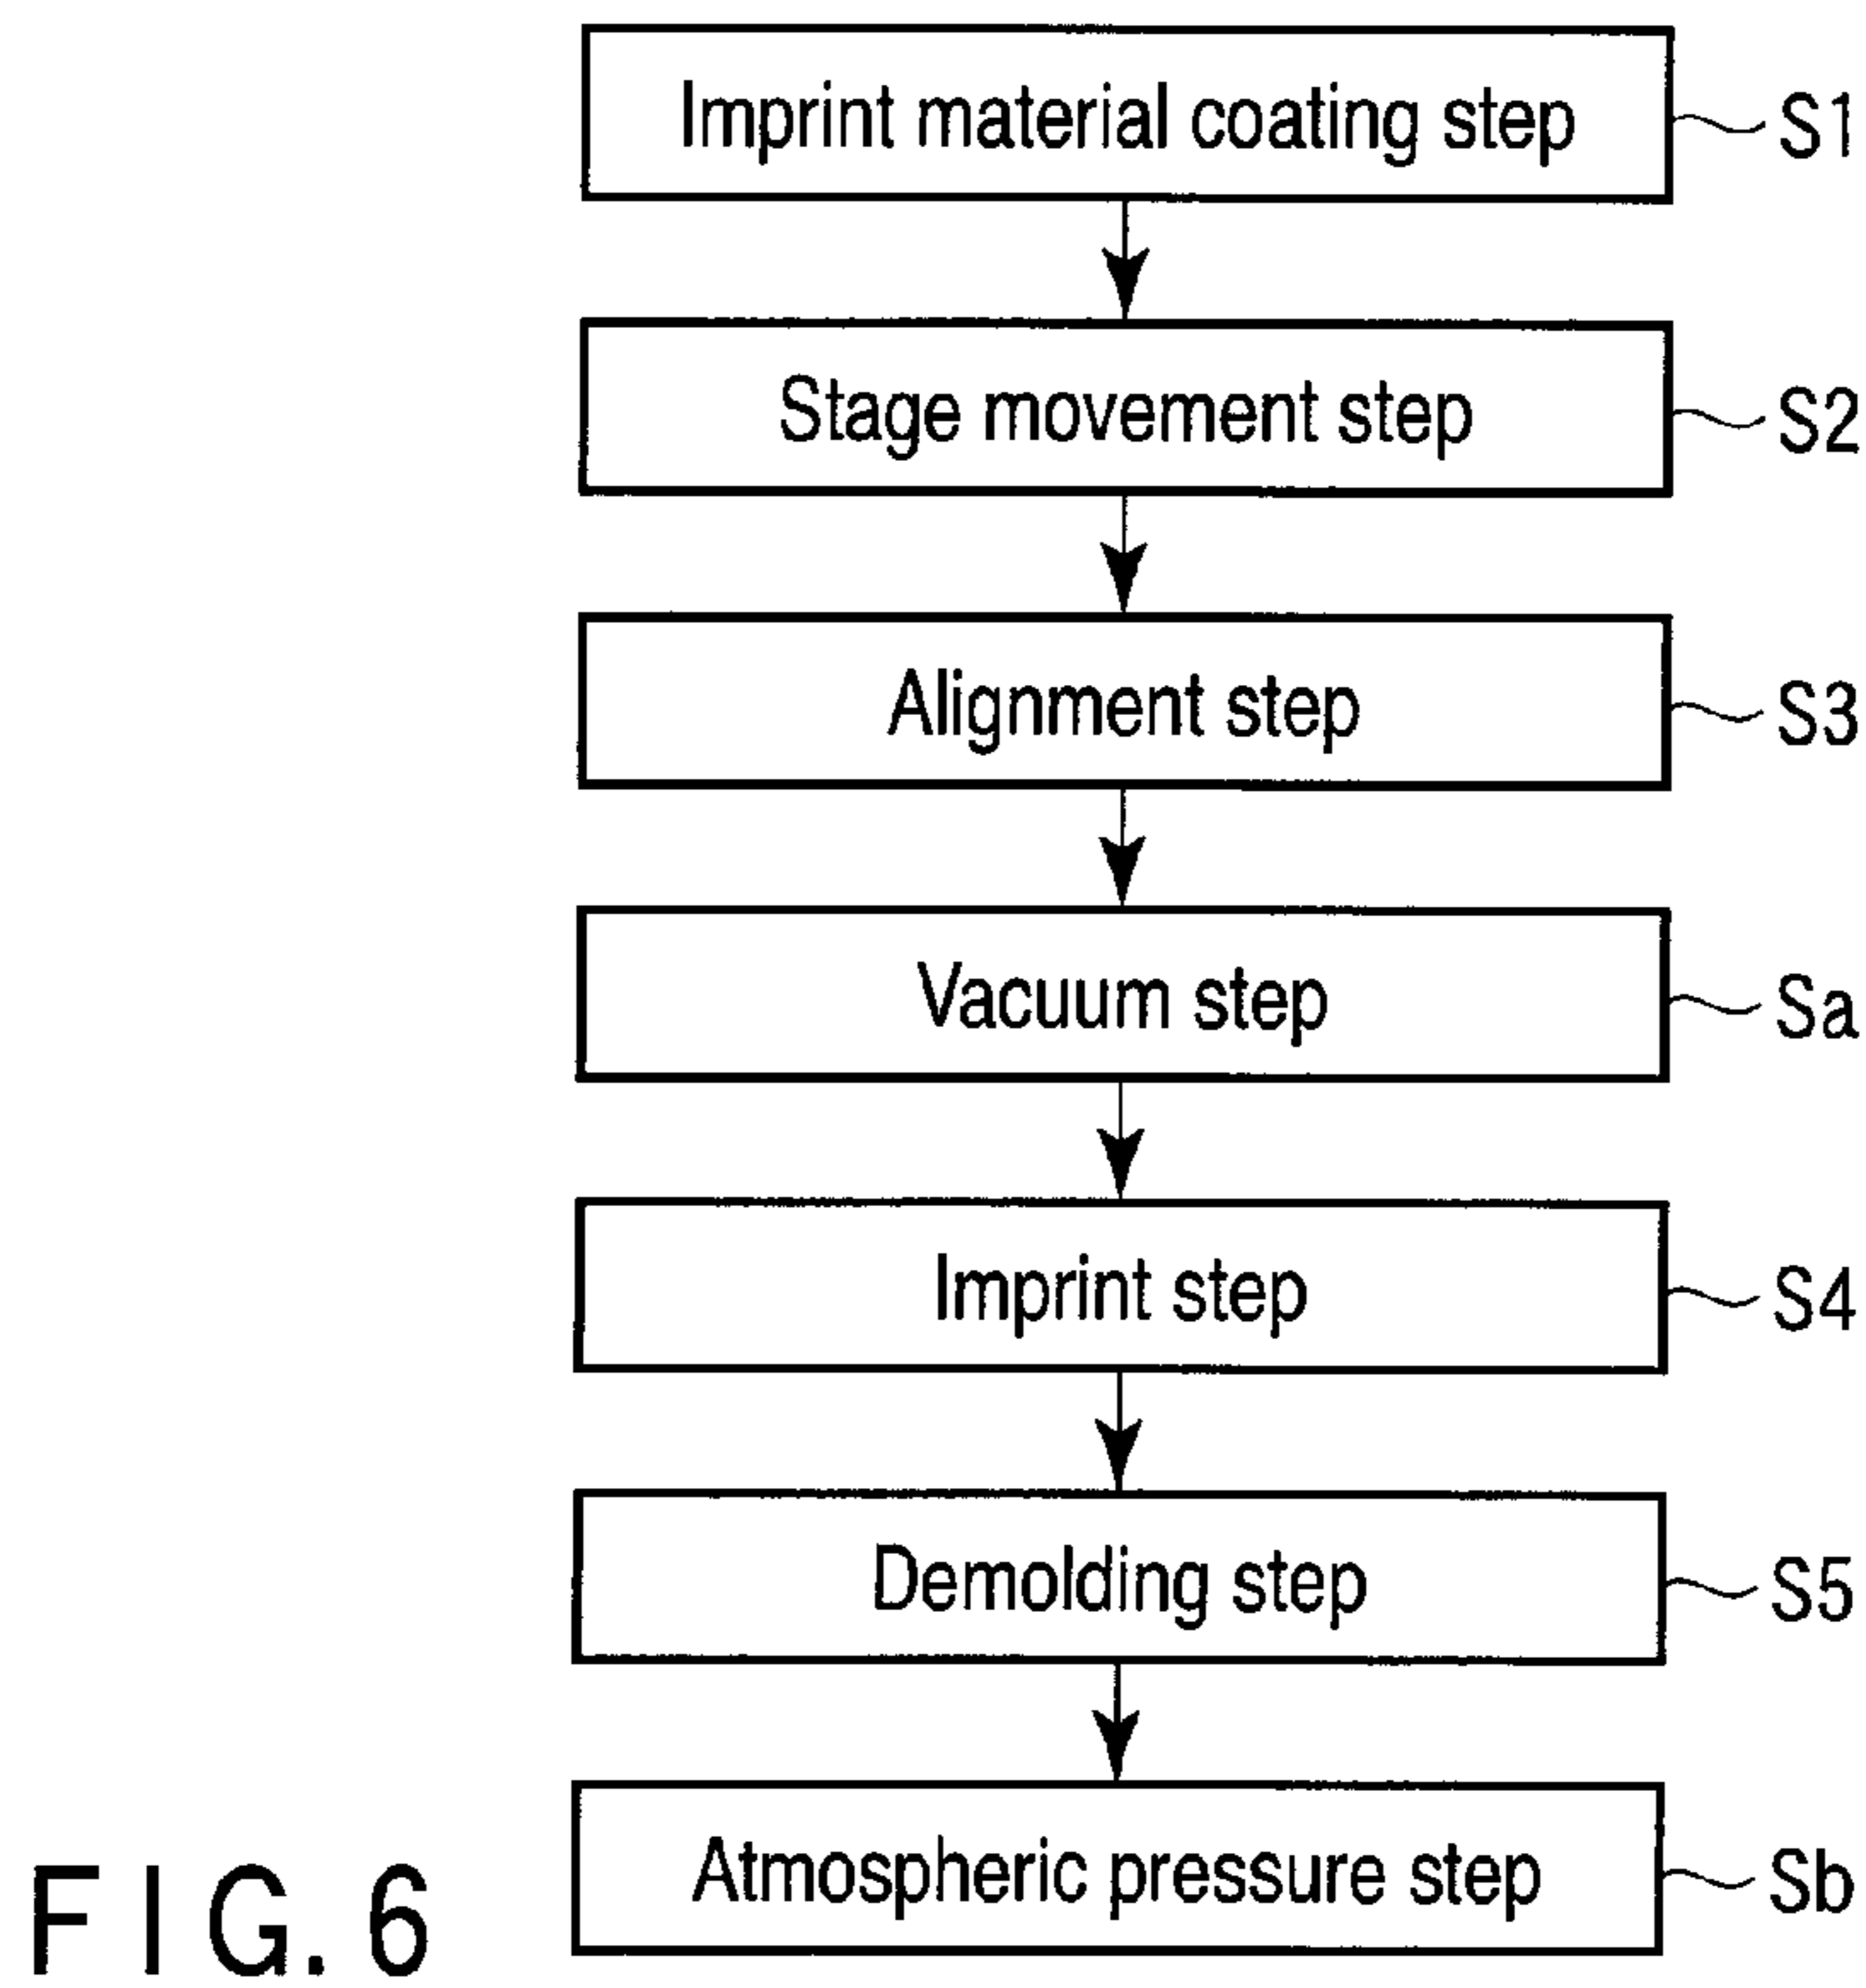 Imprint material coating step S1
Stage movement step S2
Alignment step S3
Vacuum step Sa
Imprint step S4
Demolding step S5
Atmospheric pressure step Sb
FIG. 6